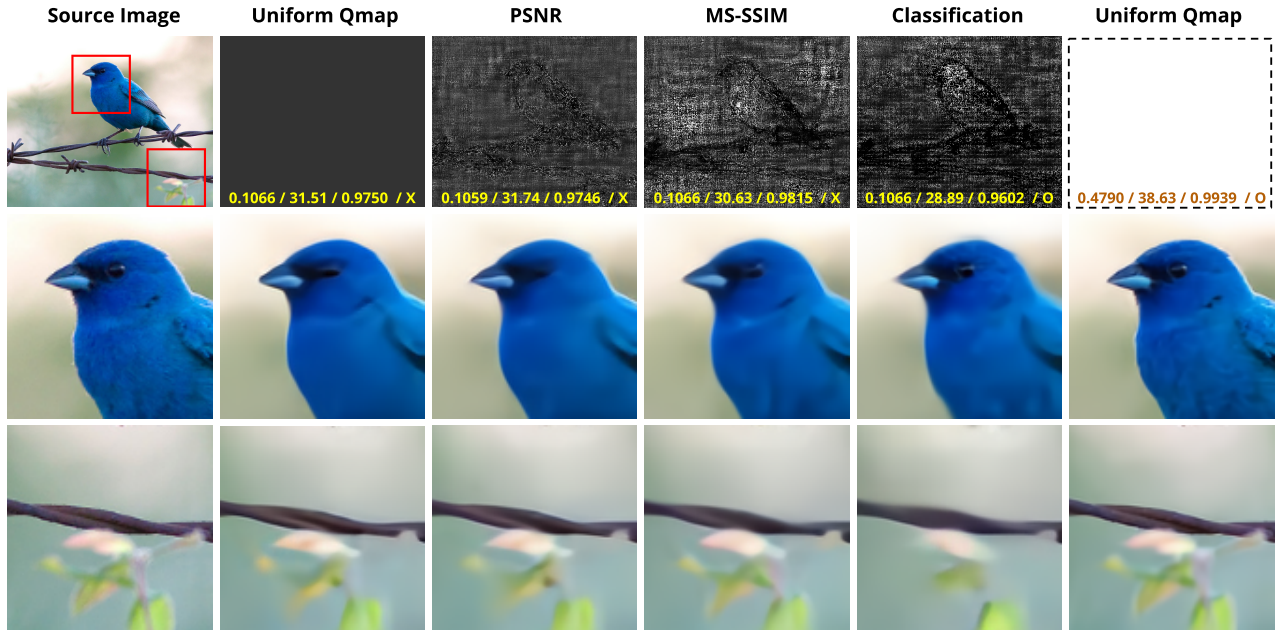 Source Image Uniform Qmap PSNR MS-SSIM Classification Uniform Qmap
0.1066 / 31.51 / 0.9750 / X 0.1059 / 31.74 / 0.9746 / X 0.1066 / 30.63 / 0.9815 / X 0.1066 / 28.89 / 0.9602 / O 0.4790 / 38.63 / 0.9939 / O